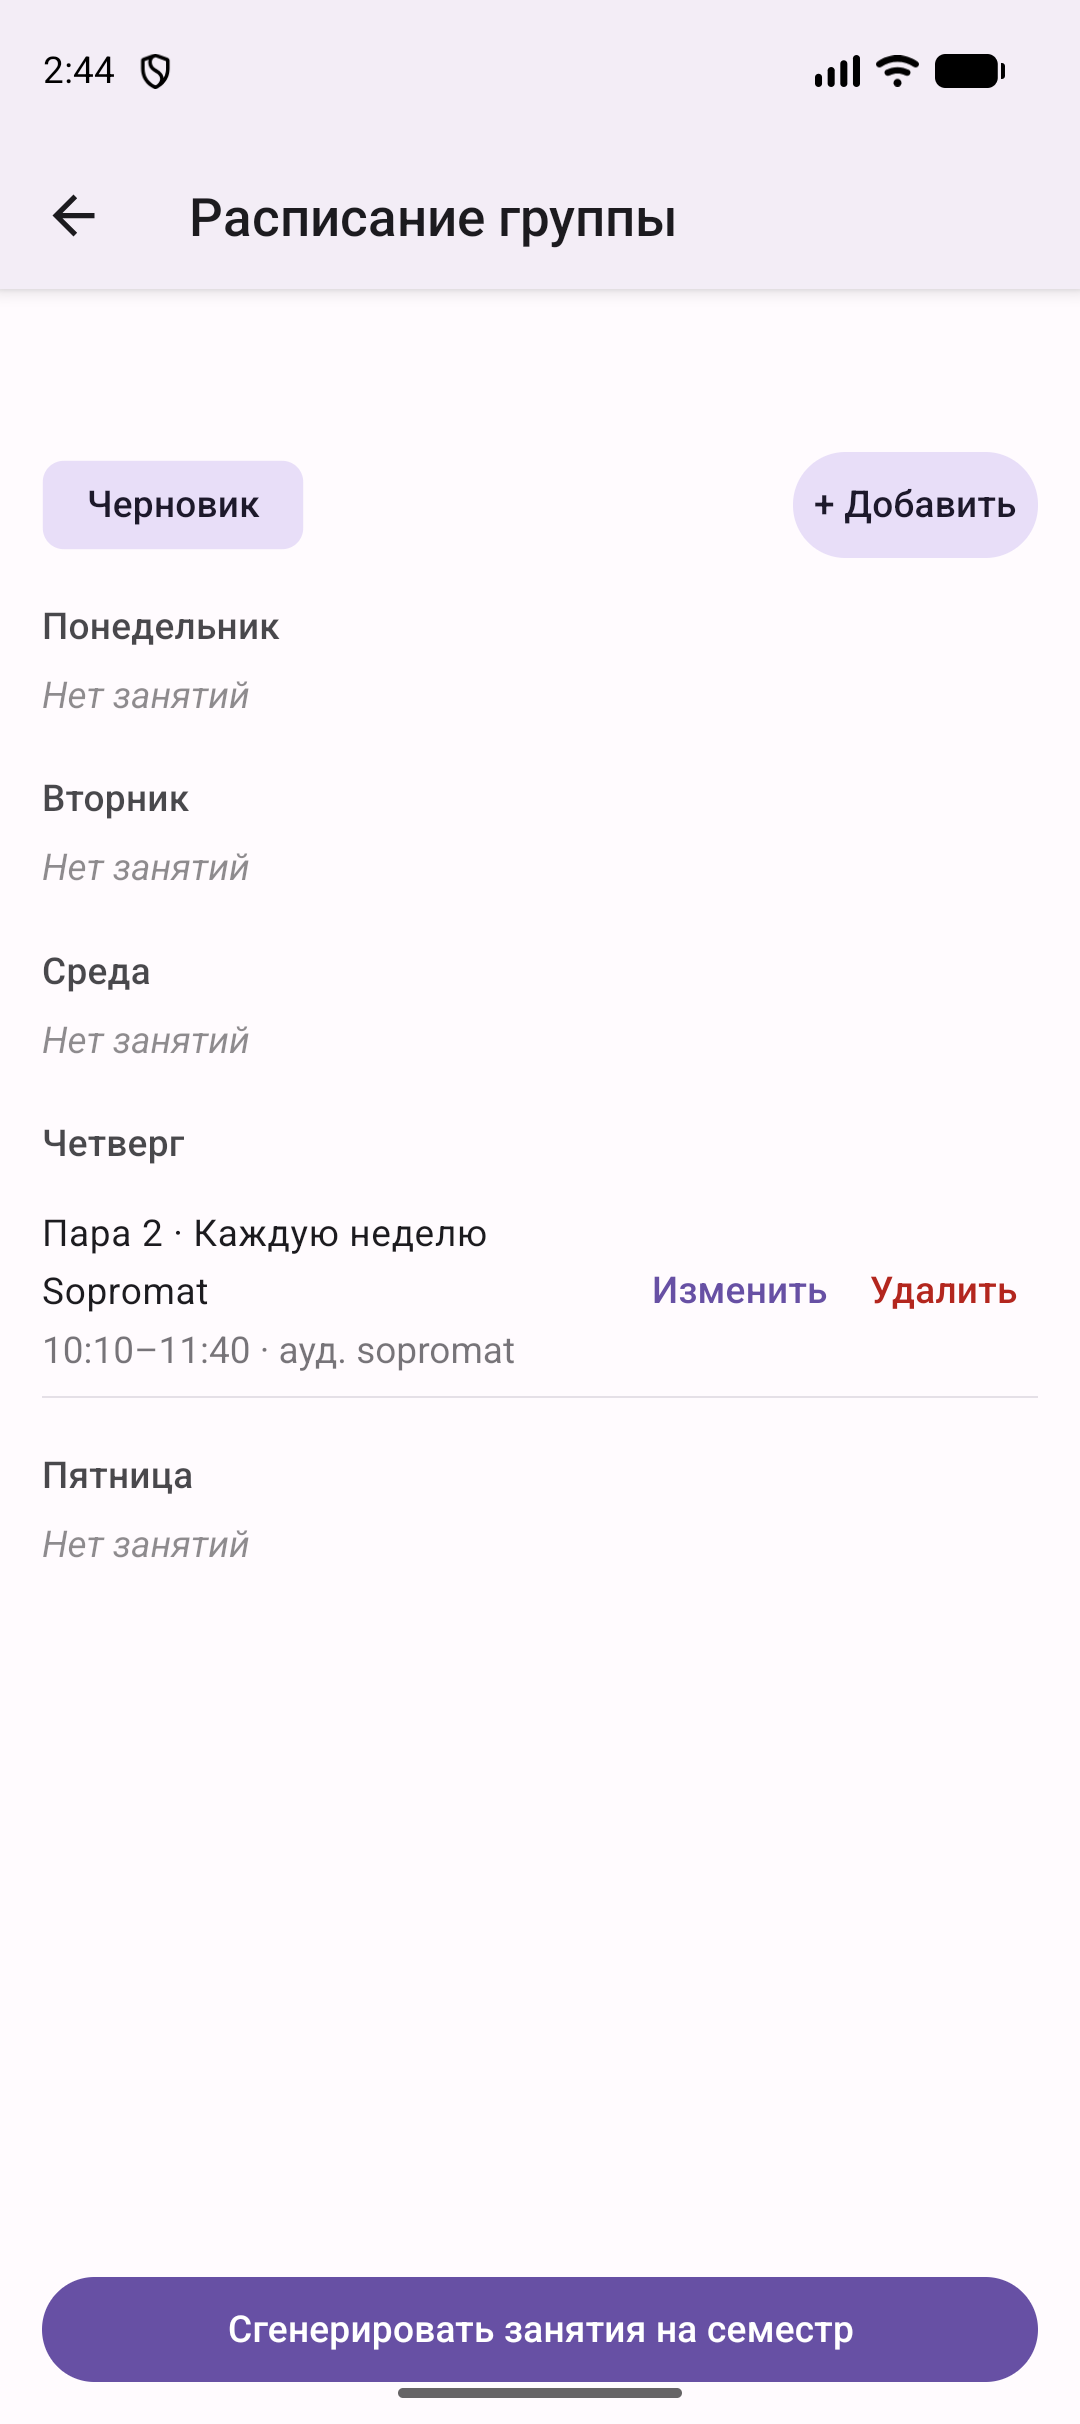 2:44
Расписание группы
Черновик
+ Добавить
Понедельник
Нет занятий
Вторник
Нет занятий
Среда
Нет занятий
Четверг
Пара 2 · Каждую неделю
Sopromat
Изменить
Удалить
10:10–11:40 · ауд. sopromat
Пятница
Нет занятий
Сгенерировать занятия на семестр